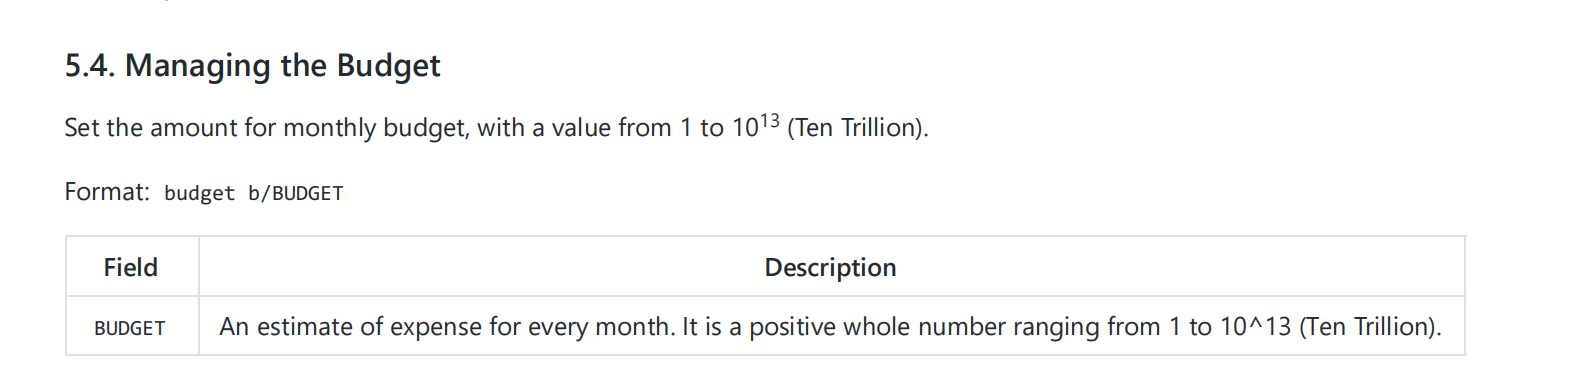 5.4. Managing the Budget
Set the amount for monthly budget, with a value from 1 to 10¹³ (Ten Trillion).
Format: budget b/BUDGET
Field Description
BUDGET An estimate of expense for every month. It is a positive whole number ranging from 1 to 10^13 (Ten Trillion).